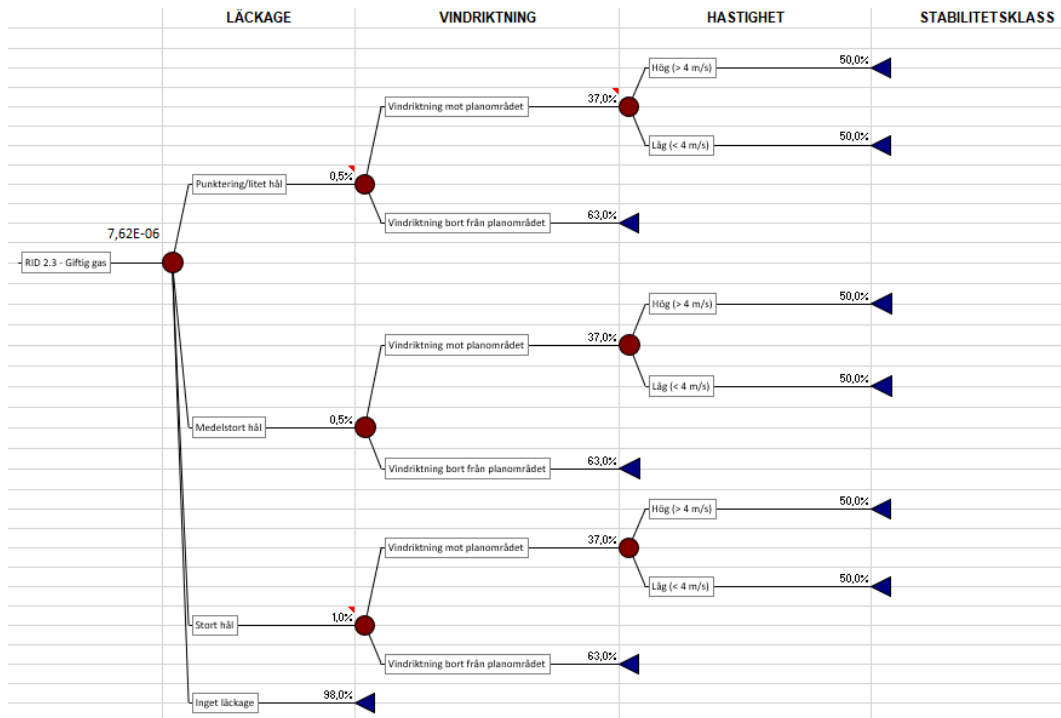 LÄCKAGE VINDRIKTNING HASTIGHET STABILITETSKLASS
50,0%
Hög (> 4 m/s)
37,0%
Vindriktning mot planområdet
50,0%
Låg (< 4 m/s)
0,5%
Punktering/litet hål
63,0%
Vindriktning bort från planområdet
7,62E-06
RID 2.3 - Giftig gas
50,0%
Hög (> 4 m/s)
37,0%
Vindriktning mot planområdet
50,0%
Låg (< 4 m/s)
0,5%
Medelstort hål
63,0%
Vindriktning bort från planområdet
50,0%
Hög (> 4 m/s)
37,0%
Vindriktning mot planområdet
50,0%
Låg (< 4 m/s)
1,0%
Stort hål
63,0%
Vindriktning bort från planområdet
98,0%
Inget läckage